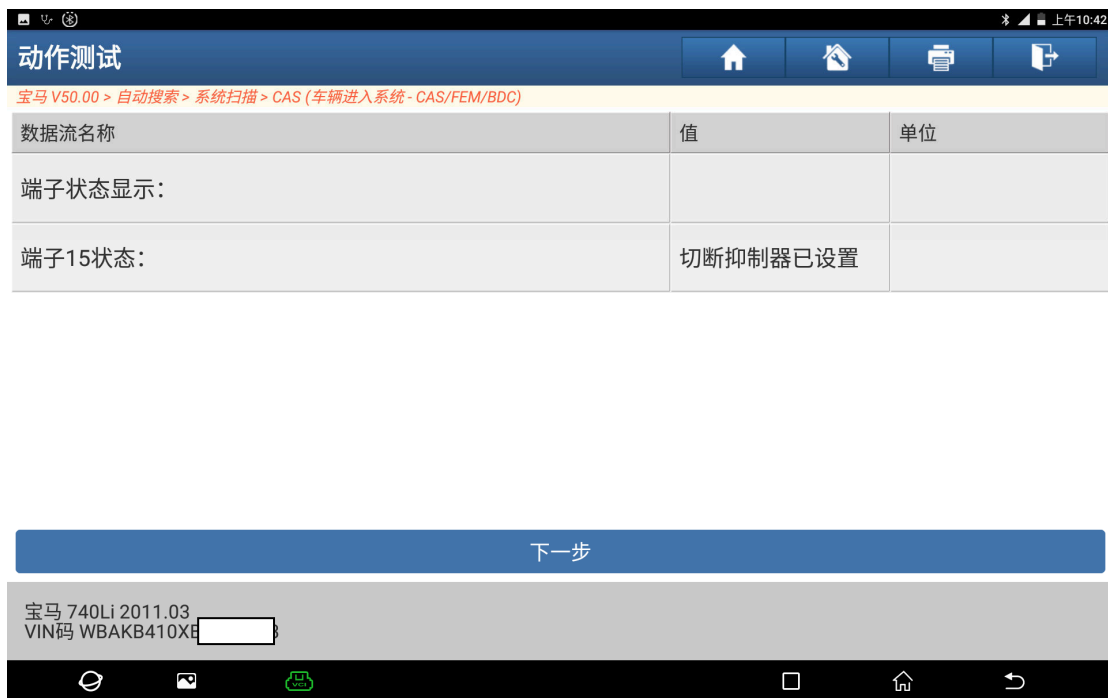 上午10:42
动作测试
宝马 V50.00 > 自动搜索 > 系统扫描 > CAS (车辆进入系统 - CAS/FEM/BDC)
数据流名称 值 单位
端子状态显示：
端子15状态： 切断抑制器已设置
下一步
宝马 740Li 2011.03
VIN码 WBAKB410XE
VCI